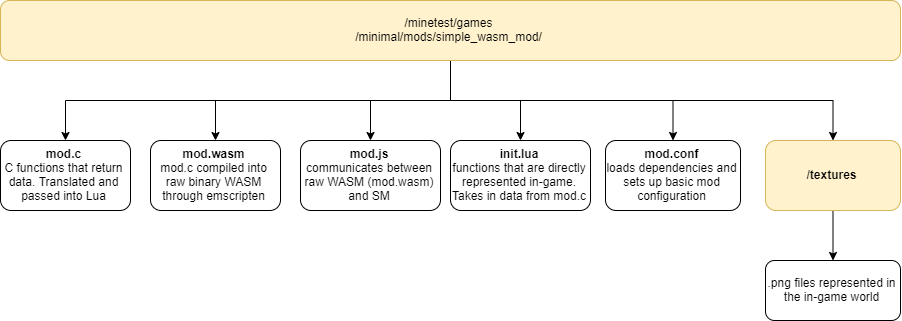 /minetest/games
/minimal/mods/simple_wasm_mod/
mod.c
C functions that return
data. Translated and
passed into Lua
mod.wasm
mod.c compiled into
raw binary WASM
through emscripten
mod.js
communicates between
raw WASM (mod.wasm)
and SM
init.lua
functions that are directly
represented in-game.
Takes in data from mod.c
mod.conf
loads dependencies and
sets up basic mod
configuration
/textures
.png files represented in
the in-game world